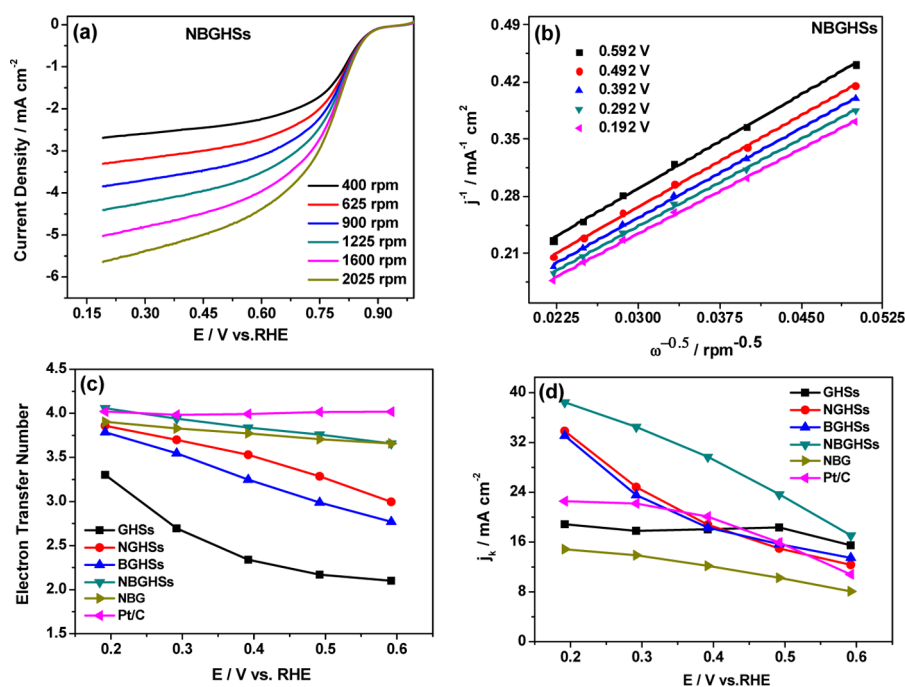 (a)
NBGHSs
0
-1
-2
-3
-4
-5
-6
Current Density / mA cm⁻²
400 rpm
625 rpm
900 rpm
1225 rpm
1600 rpm
2025 rpm
0.15 0.30 0.45 0.60 0.75 0.90
E / V vs.RHE
(b)
NBGHSs
0.49
0.42
0.35
0.28
0.21
j⁻¹ / mA⁻¹ cm²
0.592 V
0.492 V
0.392 V
0.292 V
0.192 V
0.0225 0.0300 0.0375 0.0450 0.0525
ω⁻⁰·⁵ / rpm⁻⁰·⁵
(c)
4.5
4.0
3.5
3.0
2.5
2.0
1.5
Electron Transfer Number
GHSs
NGHSs
BGHSs
NBGHSs
NBG
Pt/C
0.2 0.3 0.4 0.5 0.6
E / V vs. RHE
(d)
40
32
24
16
8
0
jₖ / mA cm⁻²
GHSs
NGHSs
BGHSs
NBGHSs
NBG
Pt/C
0.2 0.3 0.4 0.5 0.6
E / V vs.RHE